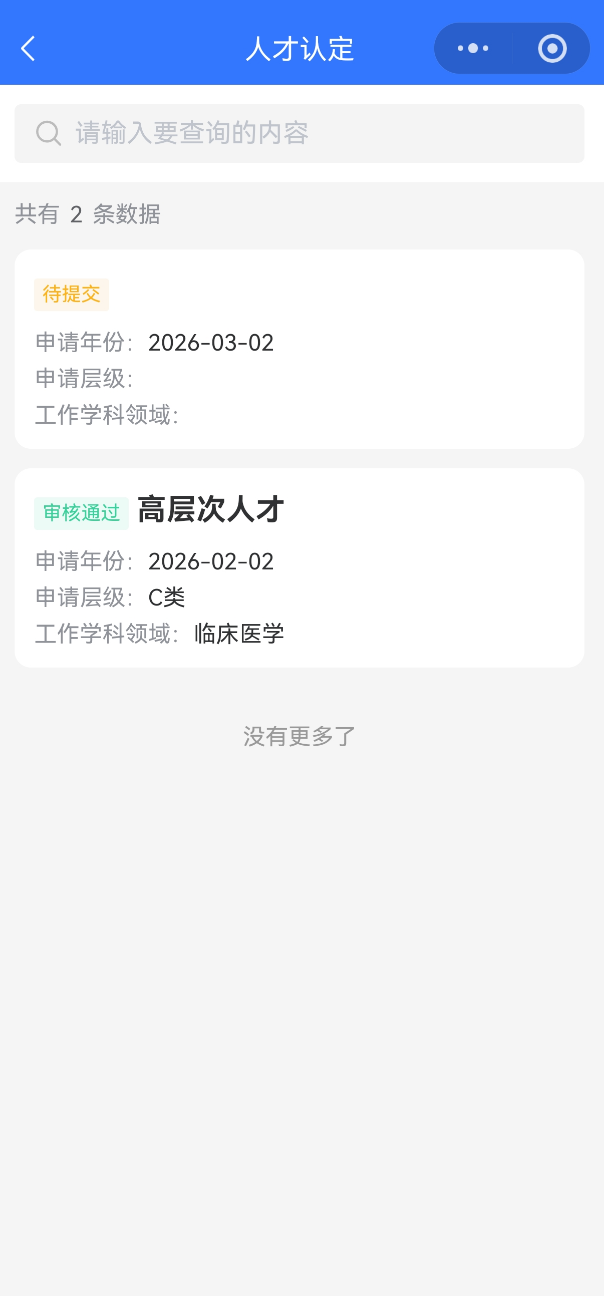 人才认定
请输入要查询的内容
共有 2 条数据
待提交
申请年份：2026-03-02
申请层级：
工作学科领域：
审核通过 高层次人才
申请年份：2026-02-02
申请层级：C类
工作学科领域：临床医学
没有更多了